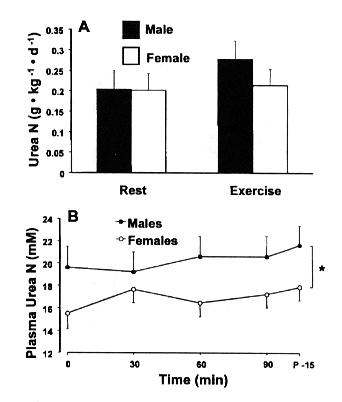 A
Male
Female
Urea N (g • kg⁻¹ • d⁻¹)
0.35
0.3
0.25
0.2
0.15
0.1
0.05
0
Rest
Exercise
B
Males
Females
Plasma Urea N (mM)
24
22
20
18
16
14
12
*
0
30
60
90
P -15
Time (min)